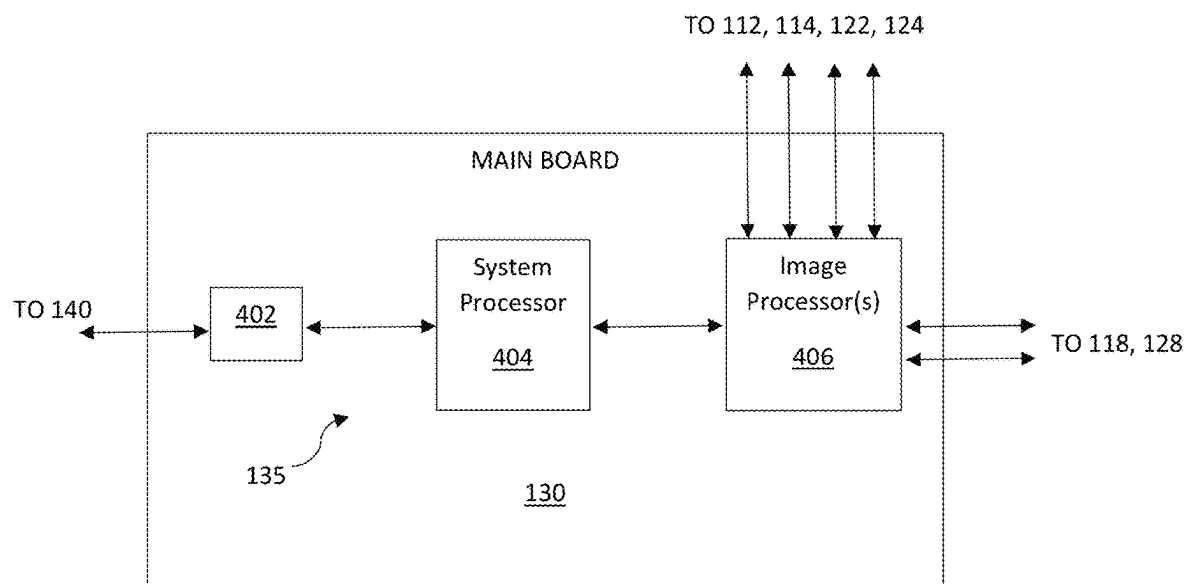 TO 112, 114, 122, 124
MAIN BOARD
System
Processor
404
Image
Processor(s)
406
TO 140
402
TO 118, 128
135
130